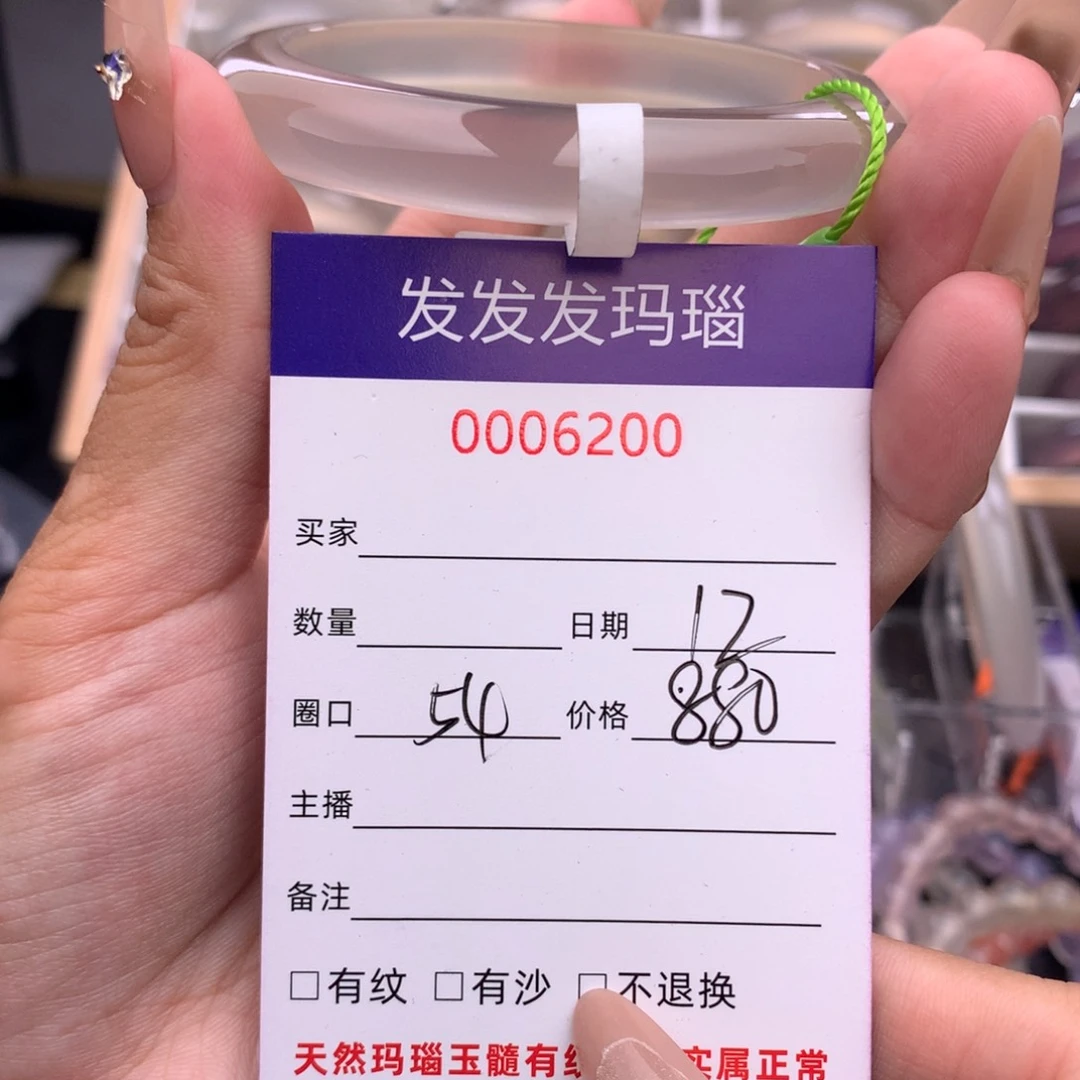 发发发玛瑙
0006200
买家
数量 日期 12
圈口 54 价格 880
主播
备注
□有纹 □有沙 □不退换
天然玛瑙玉髓有 实属正常